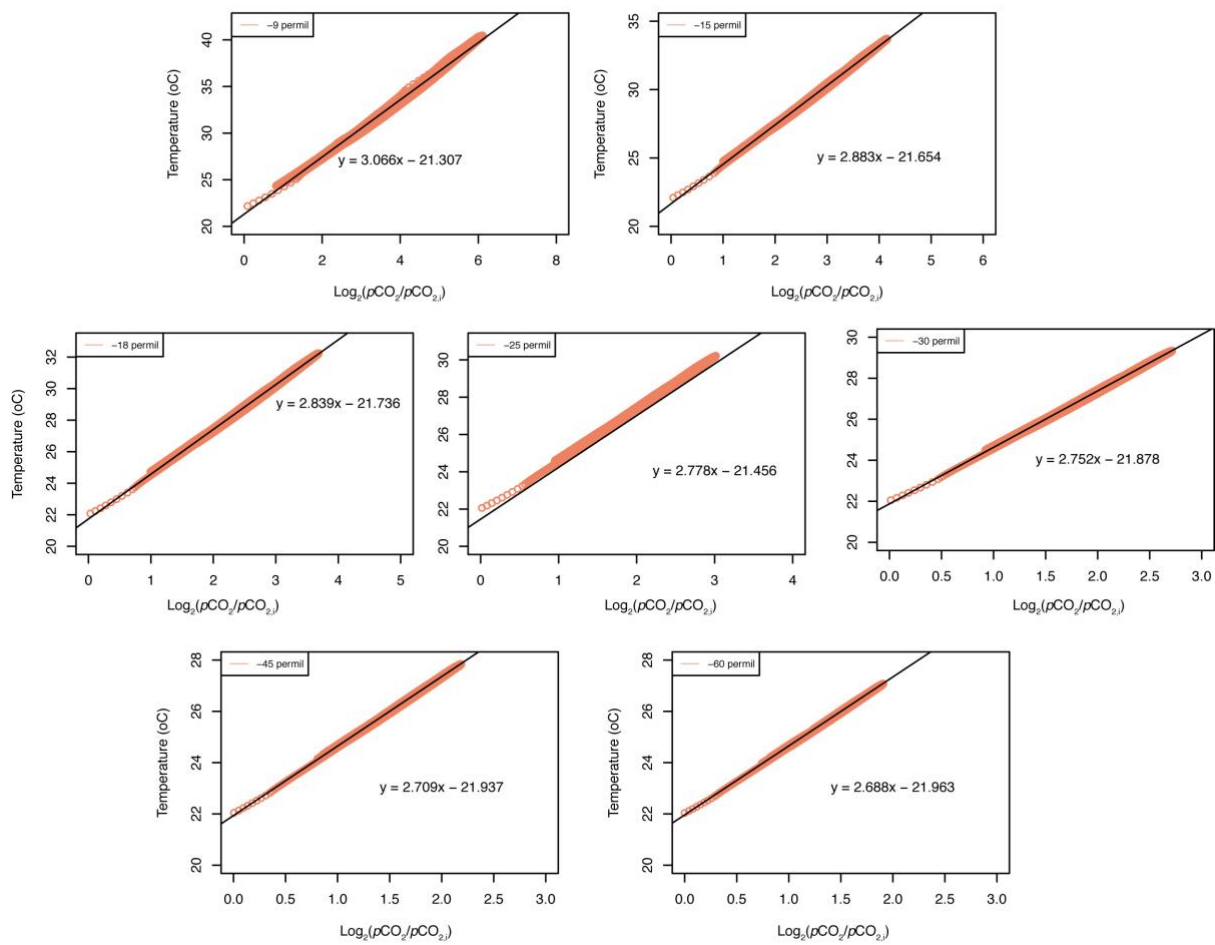 −9 permil
Temperature (oC)
40
35
30
25
20
y = 3.066x − 21.307
0 2 4 6 8
Log₂(pCO₂/pCO₂,ᵢ)
−15 permil
Temperature (oC)
35
30
25
20
y = 2.883x − 21.654
0 1 2 3 4 5 6
Log₂(pCO₂/pCO₂,ᵢ)
−18 permil
Temperature (oC)
32
30
28
26
24
22
20
y = 2.839x − 21.736
0 1 2 3 4 5
Log₂(pCO₂/pCO₂,ᵢ)
−25 permil
30
28
26
24
22
20
y = 2.778x − 21.456
0 1 2 3 4
Log₂(pCO₂/pCO₂,ᵢ)
−30 permil
30
28
26
24
22
20
y = 2.752x − 21.878
0.0 0.5 1.0 1.5 2.0 2.5 3.0
Log₂(pCO₂/pCO₂,ᵢ)
−45 permil
Temperature (oC)
28
26
24
22
20
y = 2.709x − 21.937
0.0 0.5 1.0 1.5 2.0 2.5 3.0
Log₂(pCO₂/pCO₂,ᵢ)
−60 permil
Temperature (oC)
28
26
24
22
20
y = 2.688x − 21.963
0.0 0.5 1.0 1.5 2.0 2.5 3.0
Log₂(pCO₂/pCO₂,ᵢ)